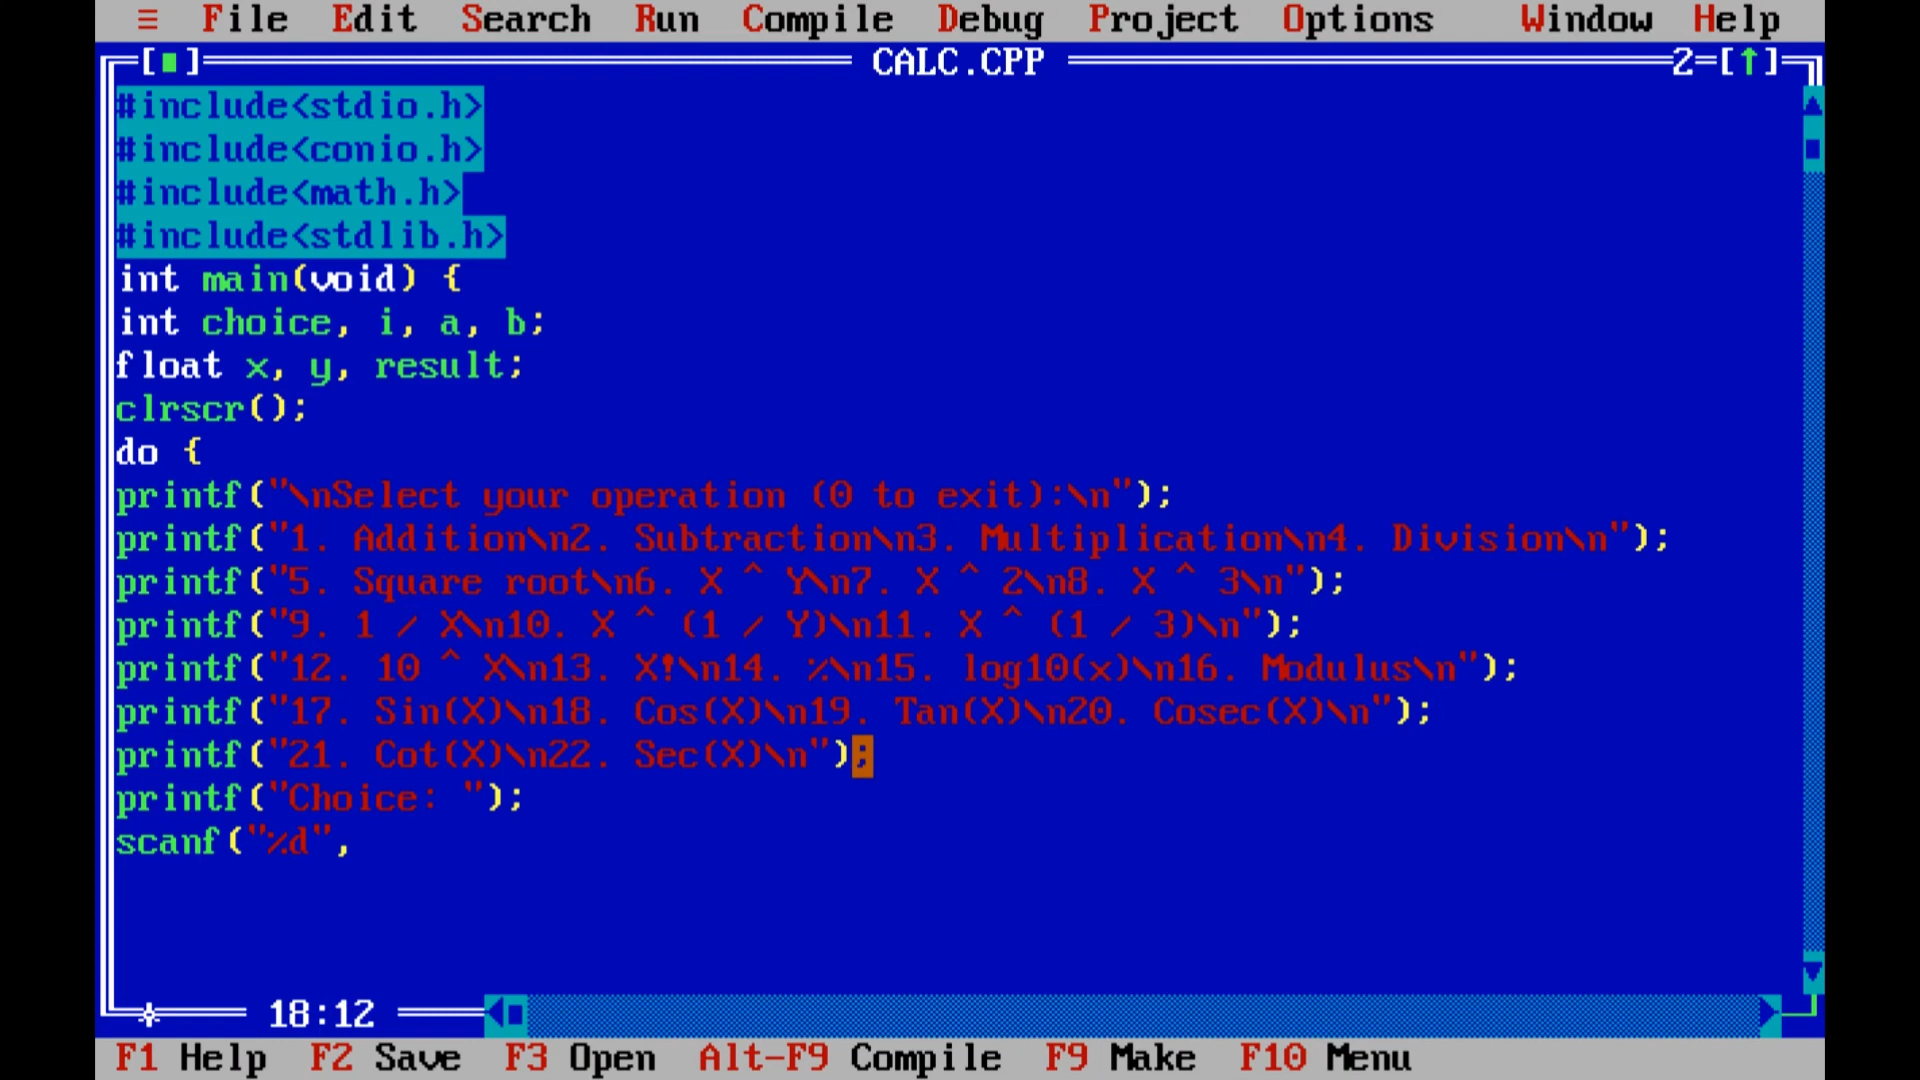 ≡ File Edit Search Run Compile Debug Project Options Window Help
[■] CALC.CPP 2=[↑]
#include<stdio.h>
#include<conio.h>
#include<math.h>
#include<stdlib.h>
int main(void) {
int choice, i, a, b;
float x, y, result;
clrscr();
do {
printf("\nSelect your operation (0 to exit):\n");
printf("1. Addition\n2. Subtraction\n3. Multiplication\n4. Division\n");
printf("5. Square root\n6. X ^ Y\n7. X ^ 2\n8. X ^ 3\n");
printf("9. 1 / X\n10. X ^ (1 / Y)\n11. X ^ (1 / 3)\n");
printf("12. 10 ^ X\n13. X!\n14. %\n15. log10(x)\n16. Modulus\n");
printf("17. Sin(X)\n18. Cos(X)\n19. Tan(X)\n20. Cosec(X)\n");
printf("21. Cot(X)\n22. Sec(X)\n");
printf("Choice: ");
scanf("%d",
18:12
F1 Help F2 Save F3 Open Alt-F9 Compile F9 Make F10 Menu